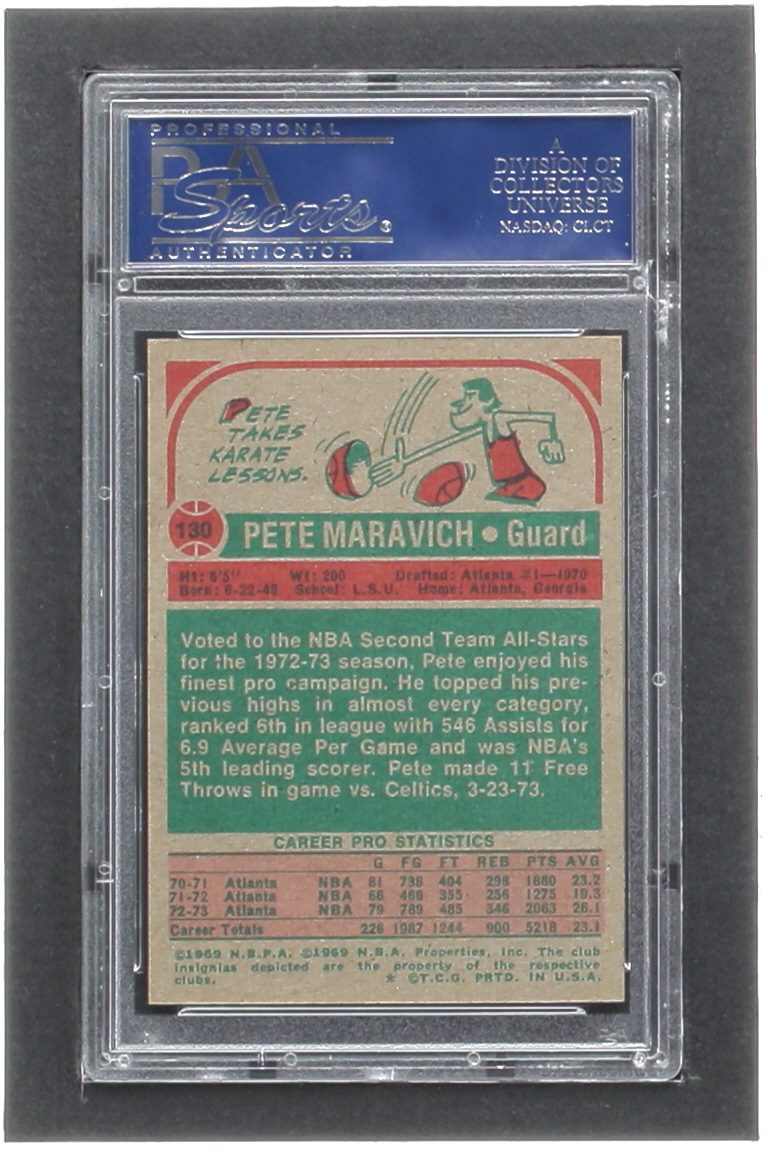 PROFESSIONAL
PSA
Sports
AUTHENTICATOR
A
DIVISION OF
COLLECTORS
UNIVERSE
NASDAQ: CLCT
PETE
TAKES
KARATE
LESSONS.
130 PETE MARAVICH • Guard
Ht: 6'5" Wt: 200 Drafted: Atlanta #1—1970
Born: 6-22-48 School: L.S.U. Home: Atlanta, Georgia
Voted to the NBA Second Team All-Stars
for the 1972-73 season, Pete enjoyed his
finest pro campaign. He topped his pre-
vious highs in almost every category,
ranked 6th in league with 546 Assists for
6.9 Average Per Game and was NBA's
5th leading scorer. Pete made 11 Free
Throws in game vs. Celtics, 3-23-73.
CAREER PRO STATISTICS
G FG FT REB PTS AVG
70-71 Atlanta NBA 81 738 404 298 1880 23.2
71-72 Atlanta NBA 66 460 355 256 1275 19.3
72-73 Atlanta NBA 79 789 485 346 2063 26.1
Career Totals 226 1987 1244 900 5218 23.1
©1969 N.B.P.A. ©1969 N.B.A. Properties, Inc. The club
insignias depicted are the property of the respective
clubs. * ©T.C.G. PRTD. IN U.S.A.